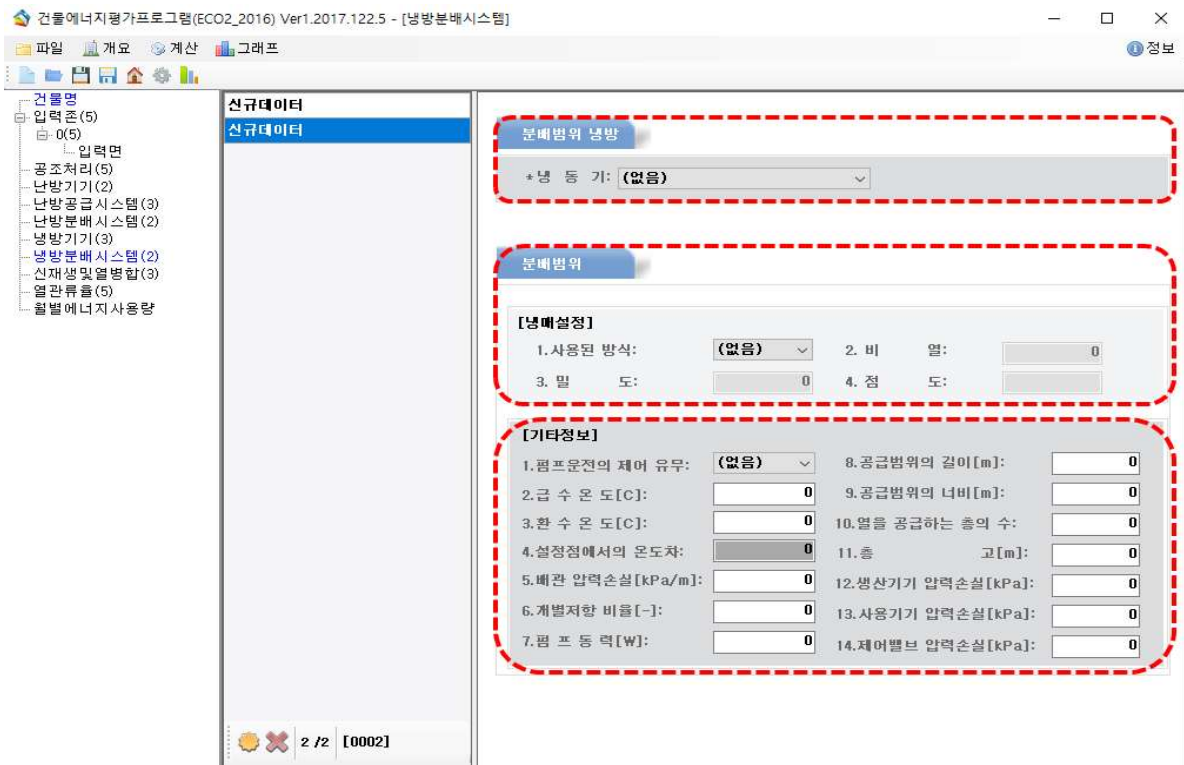 건물에너지평가프로그램(ECO2_2016) Ver1.2017.122.5 - [냉방분배시스템]
파일 개요 계산 그래프 정보
건물명
입력존(5)
0(5)
입력면
공조처리(5)
난방기기(2)
난방공급시스템(3)
난방분배시스템(2)
냉방기기(3)
냉방분배시스템(2)
신재생및열병합(3)
열관류율(5)
월별에너지사용량
신규데이터
신규데이터
2 /2 [0002]
분배범위 냉방
*냉 동 기: (없음)
분배범위
[냉매설정]
1.사용된 방식: (없음) 2. 비 열: 0
3. 밀 도: 0 4. 점 도:
[기타정보]
1.펌프운전의 제어 유무: (없음) 8.공급범위의 길이[m]: 0
2.급 수 온 도[C]: 0 9.공급범위의 너비[m]: 0
3.환 수 온 도[C]: 0 10.열을 공급하는 층의 수: 0
4.설정점에서의 온도차: 0 11.층 고[m]: 0
5.배관 압력손실[kPa/m]: 0 12.생산기기 압력손실[kPa]: 0
6.개별저항 비율[-]: 0 13.사용기기 압력손실[kPa]: 0
7.펌 프 동 력[W]: 0 14.제어밸브 압력손실[kPa]: 0